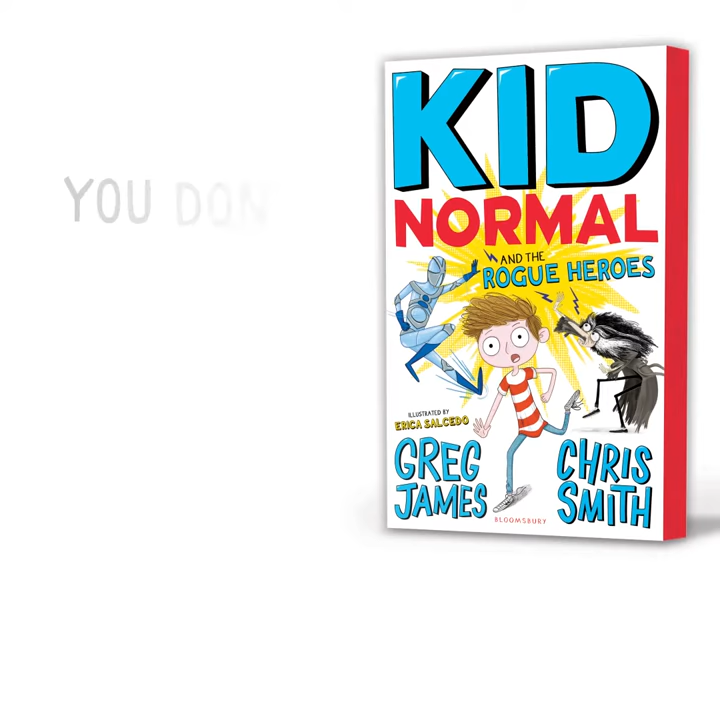 YOU DON
KID
NORMAL
AND THE
ROGUE HEROES
ILLUSTRATED BY
ERICA SALCEDO
GREG
JAMES
CHRIS
SMITH
BLOOMSBURY